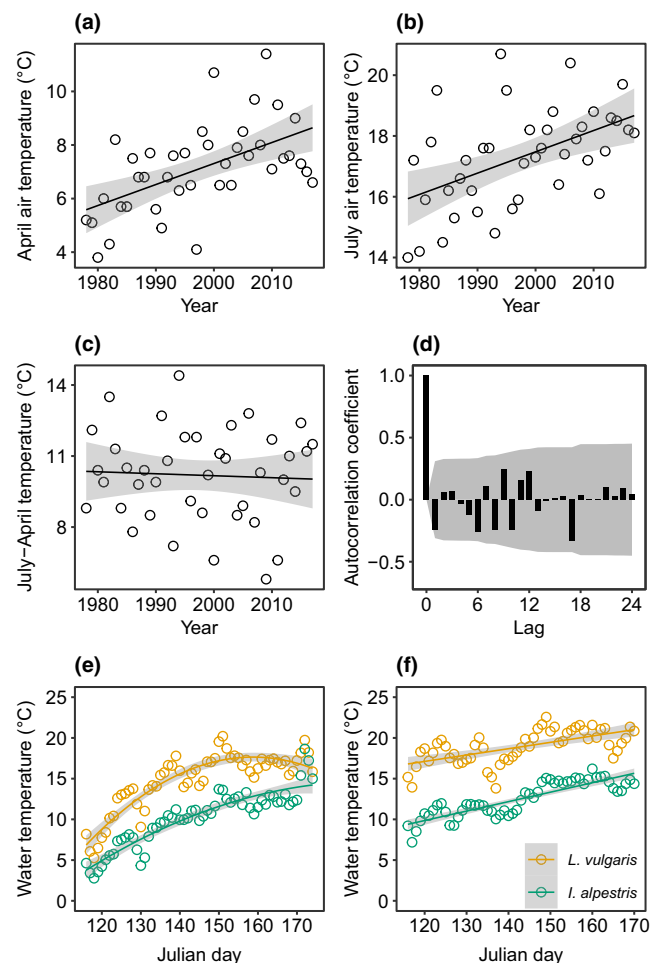 (a)
April air temperature (°C)
10
8
6
4
1980 1990 2000 2010
Year
(b)
July air temperature (°C)
20
18
16
14
1980 1990 2000 2010
Year
(c)
July−April temperature (°C)
14
12
10
8
1980 1990 2000 2010
Year
(d)
Autocorrelation coefficient
1.0
0.5
0.0
−0.5
0 6 12 18 24
Lag
(e)
Water temperature (°C)
25
20
15
10
5
0
120 130 140 150 160 170
Julian day
(f)
Water temperature (°C)
25
20
15
10
5
0
120 130 140 150 160 170
Julian day
L. vulgaris
I. alpestris